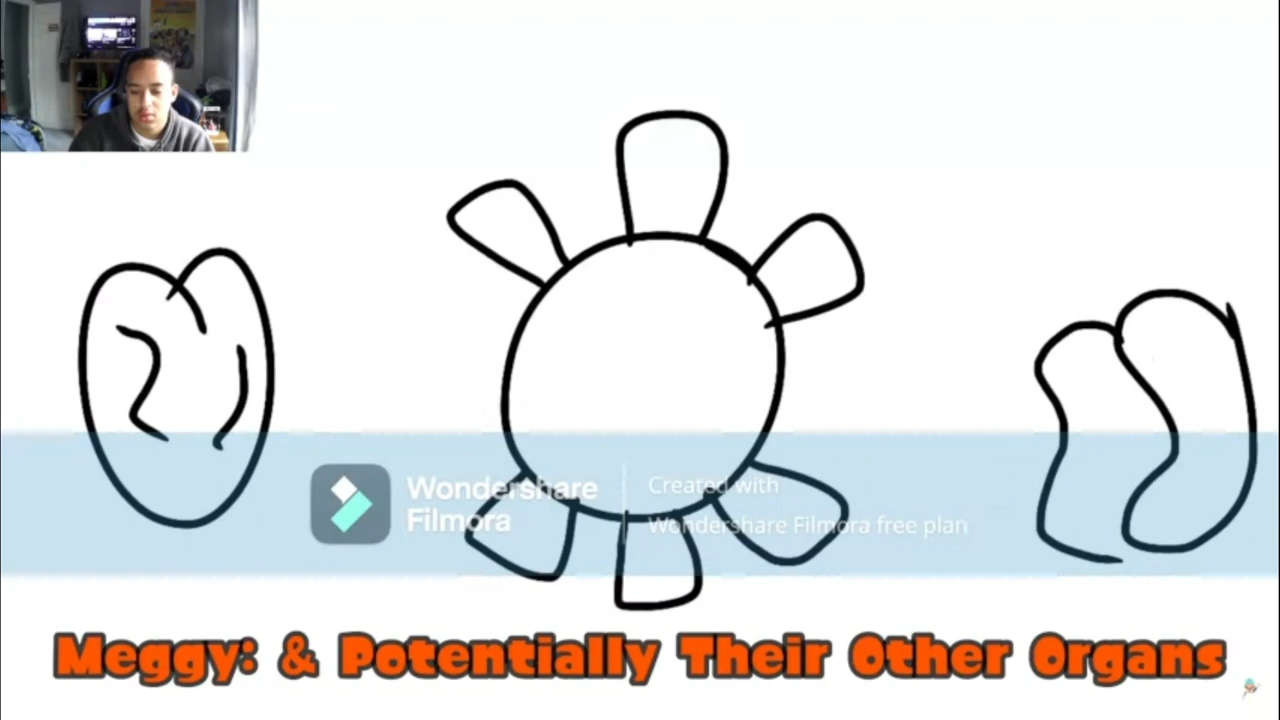 Wondershare
Filmora
Created with
Wondershare Filmora free plan
Meggy: & Potentially Their Other Organs